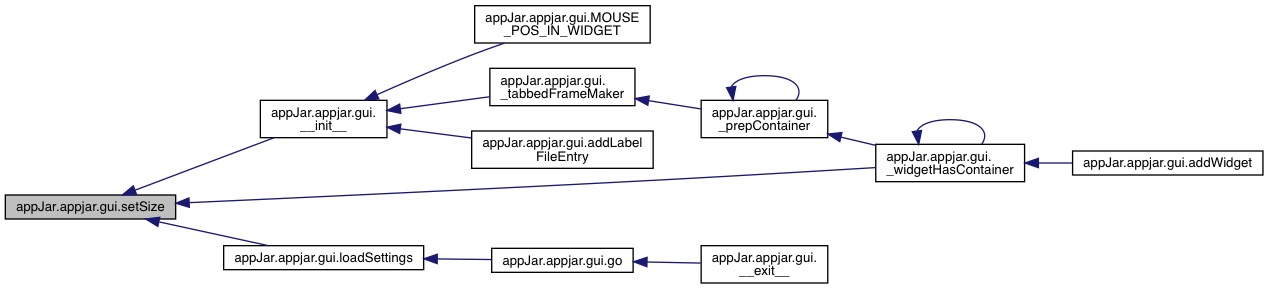 appJar.appjar.gui.MOUSE
_POS_IN_WIDGET
appJar.appjar.gui.
_tabbedFrameMaker
appJar.appjar.gui.
__init__
appJar.appjar.gui.
_prepContainer
appJar.appjar.gui.addLabel
FileEntry
appJar.appjar.gui.
_widgetHasContainer
appJar.appjar.gui.addWidget
appJar.appjar.gui.setSize
appJar.appjar.gui.loadSettings
appJar.appjar.gui.go
appJar.appjar.gui.
__exit__